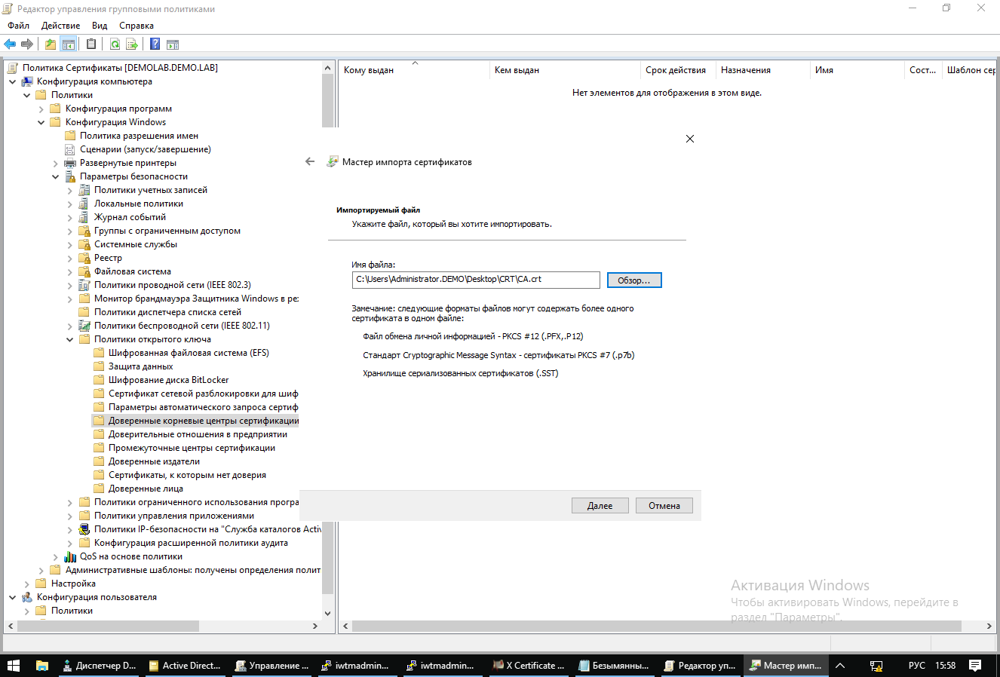 Редактор управления групповыми политиками
Файл Действие Вид Справка
Политика Сертификаты [DEMOLAB.DEMO.LAB]
Конфигурация компьютера
Политики
Конфигурация программ
Конфигурация Windows
Политика разрешения имен
Сценарии (запуск/завершение)
Развернутые принтеры
Параметры безопасности
Политики учетных записей
Локальные политики
Журнал событий
Группы с ограниченным доступом
Системные службы
Реестр
Файловая система
Политики проводной сети (IEEE 802.3)
Монитор брандмауэра Защитника Windows в ре:
Политики диспетчера списка сетей
Политики беспроводной сети (IEEE 802.11)
Политики открытого ключа
Шифрованная файловая система (EFS)
Защита данных
Шифрование диска BitLocker
Сертификат сетевой разблокировки для шиф
Параметры автоматического запроса сертиф
Доверенные корневые центры сертификации
Доверительные отношения в предприятии
Промежуточные центры сертификации
Доверенные издатели
Сертификаты, к которым нет доверия
Доверенные лица
Политики ограниченного использования програ
Политики управления приложениями
Политики IP-безопасности на "Служба каталогов Activ
Конфигурация расширенной политики аудита
QoS на основе политики
Административные шаблоны: получены определения полит
Настройка
Конфигурация пользователя
Политики
Кому выдан Кем выдан Срок действия Назначения Имя Сост... Шаблон сер
Нет элементов для отображения в этом виде.
Мастер импорта сертификатов
Импортируемый файл
Укажите файл, который вы хотите импортировать.
Имя файла:
C:\Users\Administrator.DEMO\Desktop\CRT\CA.crt Обзор...
Замечание: следующие форматы файлов могут содержать более одного
сертификата в одном файле:
Файл обмена личной информацией - PKCS #12 (.PFX,.P12)
Стандарт Cryptographic Message Syntax - сертификаты PKCS #7 (.p7b)
Хранилище сериализованных сертификатов (.SST)
Далее Отмена
Активация Windows
Чтобы активировать Windows, перейдите в
раздел "Параметры".
Диспетчер D... Active Direct... Управление ... iwtmadmin... iwtmadmin... X Certificate ... Безымянны... Редактор уп... Мастер имп... РУС 15:58